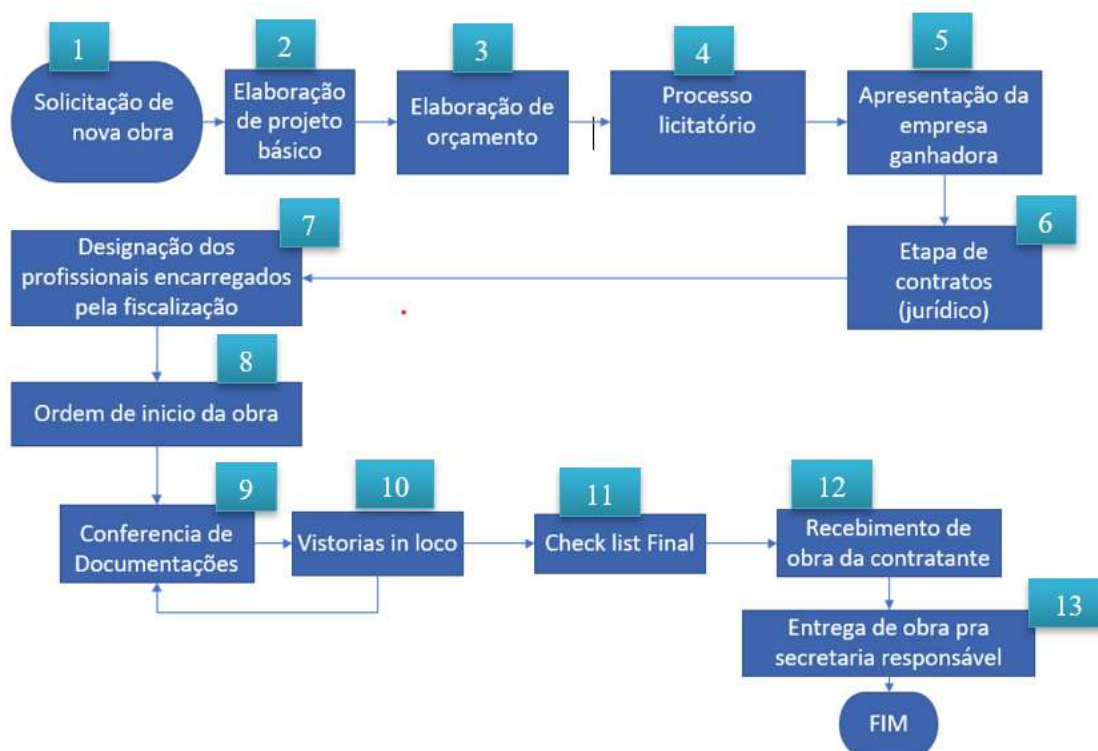 1
Solicitação de
nova obra
2
Elaboração
de projeto
básico
3
Elaboração de
orçamento
4
Processo
licitatório
5
Apresentação da
empresa
ganhadora
6
Etapa de
contratos
(jurídico)
7
Designação dos
profissionais encarregados
pela fiscalização
8
Ordem de inicio da obra
9
Conferencia de
Documentações
10
Vistorias in loco
11
Check list Final
12
Recebimento de
obra da contratante
13
Entrega de obra pra
secretaria responsável
FIM